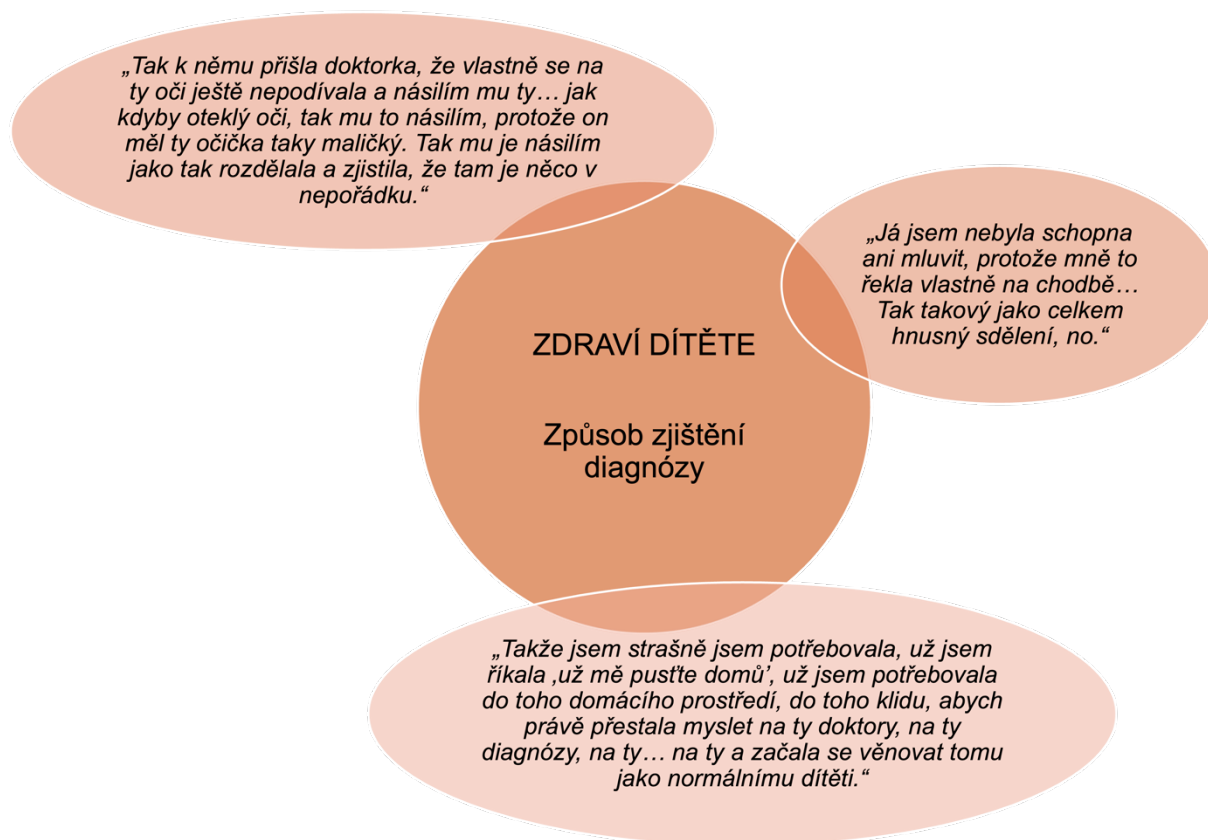 „Tak k němu přišla doktorka, že vlastně se na
ty oči ještě nepodívala a násilím mu ty… jak
kdyby oteklý oči, tak mu to násilím, protože on
měl ty očička taky maličký. Tak mu je násilím
jako tak rozdělala a zjistila, že tam je něco v
nepořádku.“
„Já jsem nebyla schopna
ani mluvit, protože mně to
řekla vlastně na chodbě…
Tak takový jako celkem
hnusný sdělení, no.“
ZDRAVÍ DÍTĚTE
Způsob zjištění
diagnózy
„Takže jsem strašně jsem potřebovala, už jsem
říkala ‚už mě pusťte domů’, už jsem potřebovala
do toho domácího prostředí, do toho klidu, abych
právě přestala myslet na ty doktory, na ty
diagnózy, na ty… na ty a začala se věnovat tomu
jako normálnímu dítěti.“